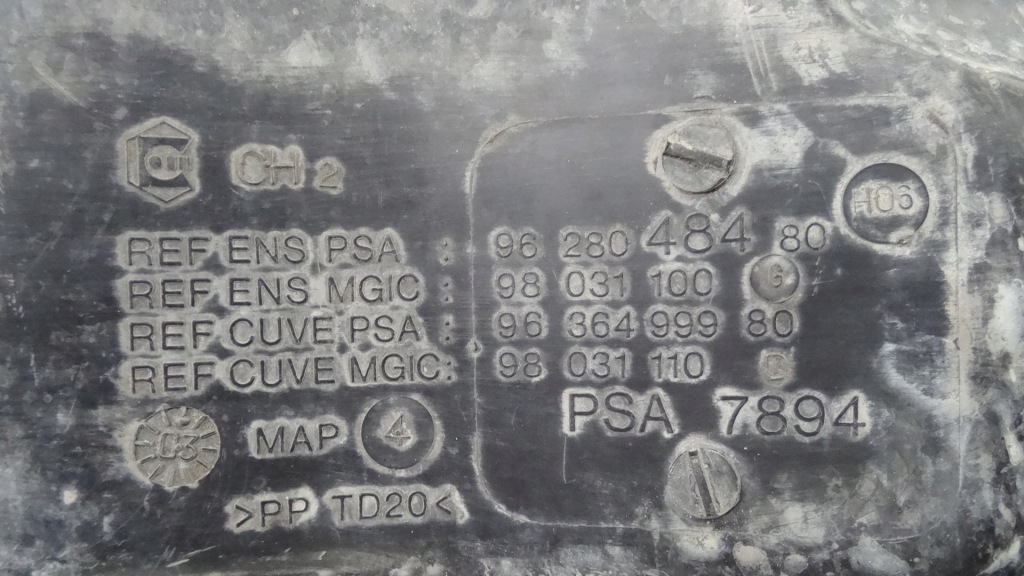 CH 2
H06
REF ENS PSA : 96 280 484 80
REF ENS MGIC : 98 031 100
REF CUVE PSA : 96 364 999 80
REF CUVE MGIC: 98 031 110
PSA 7894
03 MAP 4
>PP TD20<